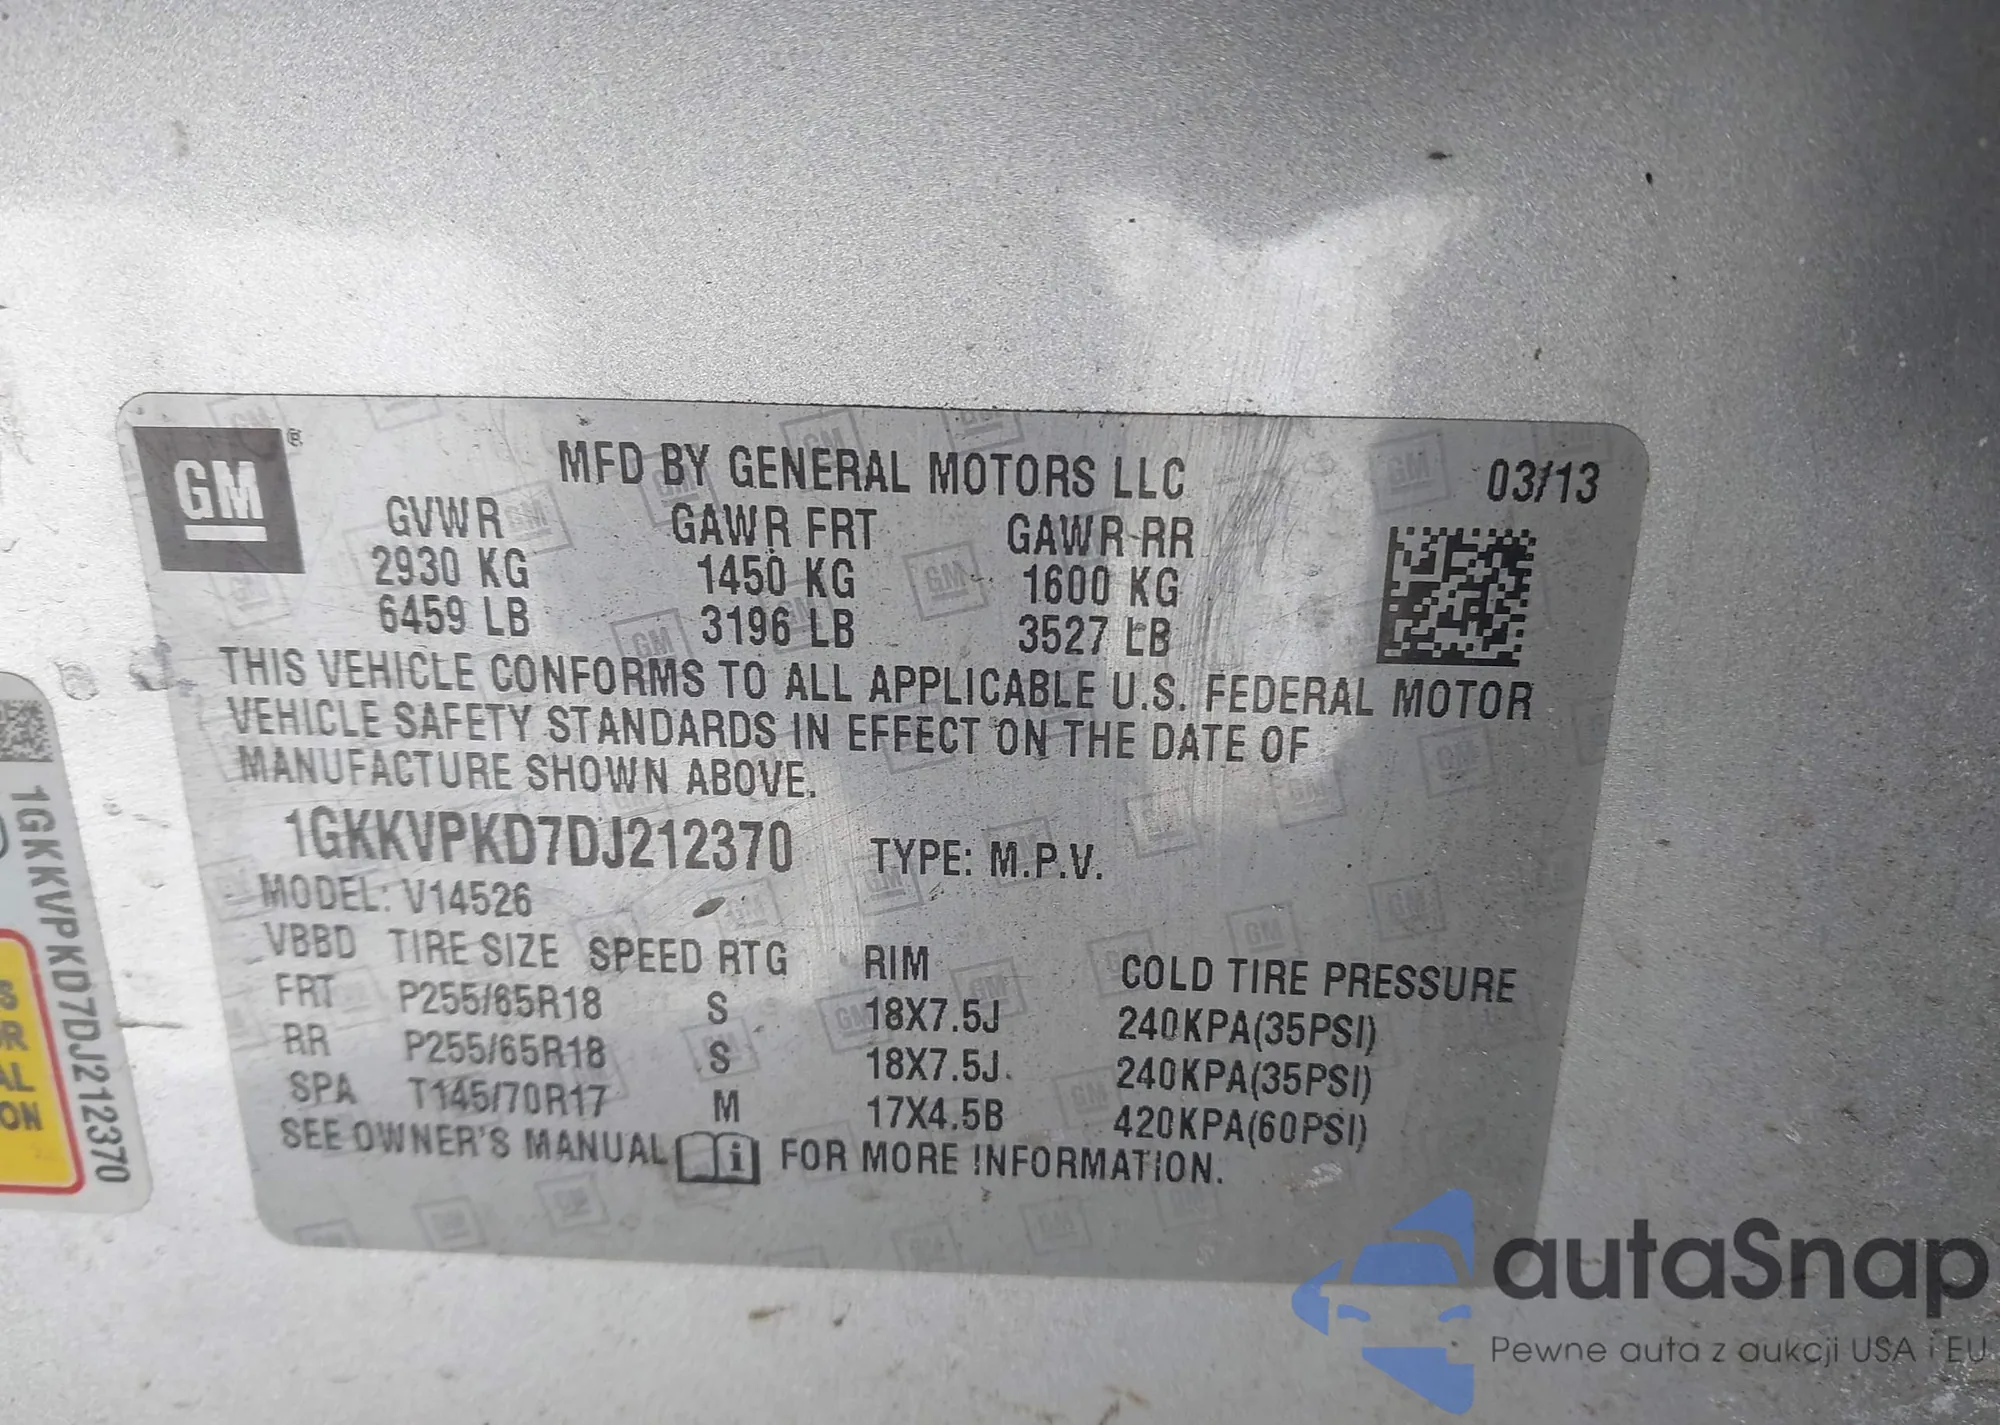 GM®
MFD BY GENERAL MOTORS LLC 03/13
GVWR GAWR FRT GAWR RR
2930 KG 1450 KG 1600 KG
6459 LB 3196 LB 3527 LB
THIS VEHICLE CONFORMS TO ALL APPLICABLE U.S. FEDERAL MOTOR
VEHICLE SAFETY STANDARDS IN EFFECT ON THE DATE OF
MANUFACTURE SHOWN ABOVE.
1GKKVPKD7DJ212370 TYPE: M.P.V.
MODEL: V14526
VBBD TIRE SIZE SPEED RTG RIM COLD TIRE PRESSURE
FRT P255/65R18 S 18X7.5J 240KPA(35PSI)
RR P255/65R18 S 18X7.5J 240KPA(35PSI)
SPA T145/70R17 M 17X4.5B 420KPA(60PSI)
SEE OWNER'S MANUAL FOR MORE INFORMATION.
1GKKVPKD7DJ212370
autaSnap
Pewne auta z aukcji USA i EU